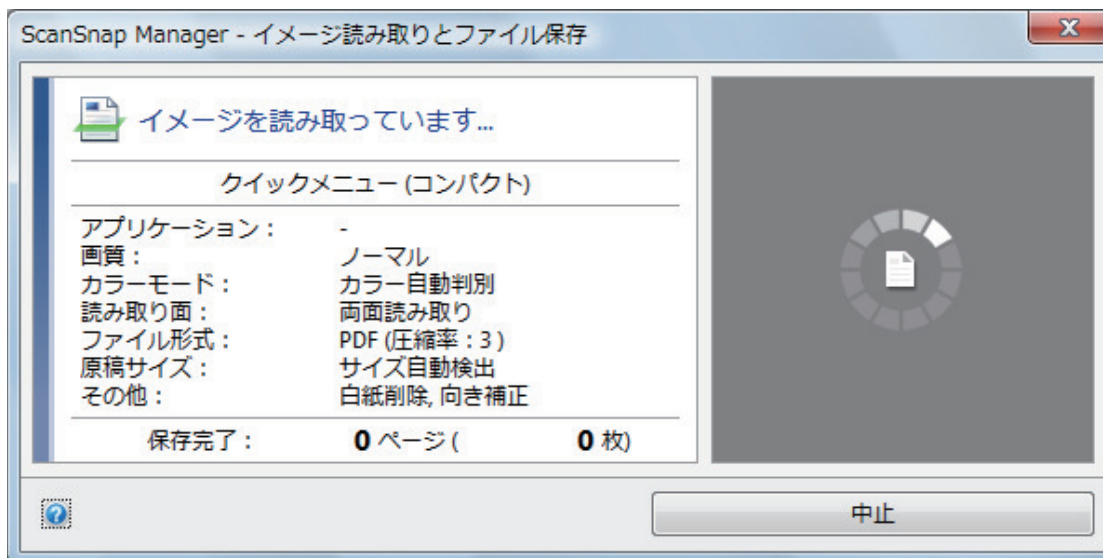 ScanSnap Manager - イメージ読み取りとファイル保存
イメージを読み取っています...
クイックメニュー (コンパクト)
アプリケーション : -
画質 : ノーマル
カラーモード : カラー自動判別
読み取り面 : 両面読み取り
ファイル形式 : PDF (圧縮率 : 3 )
原稿サイズ : サイズ自動検出
その他 : 白紙削除, 向き補正
保存完了 : 0 ページ ( 0 枚)
中止